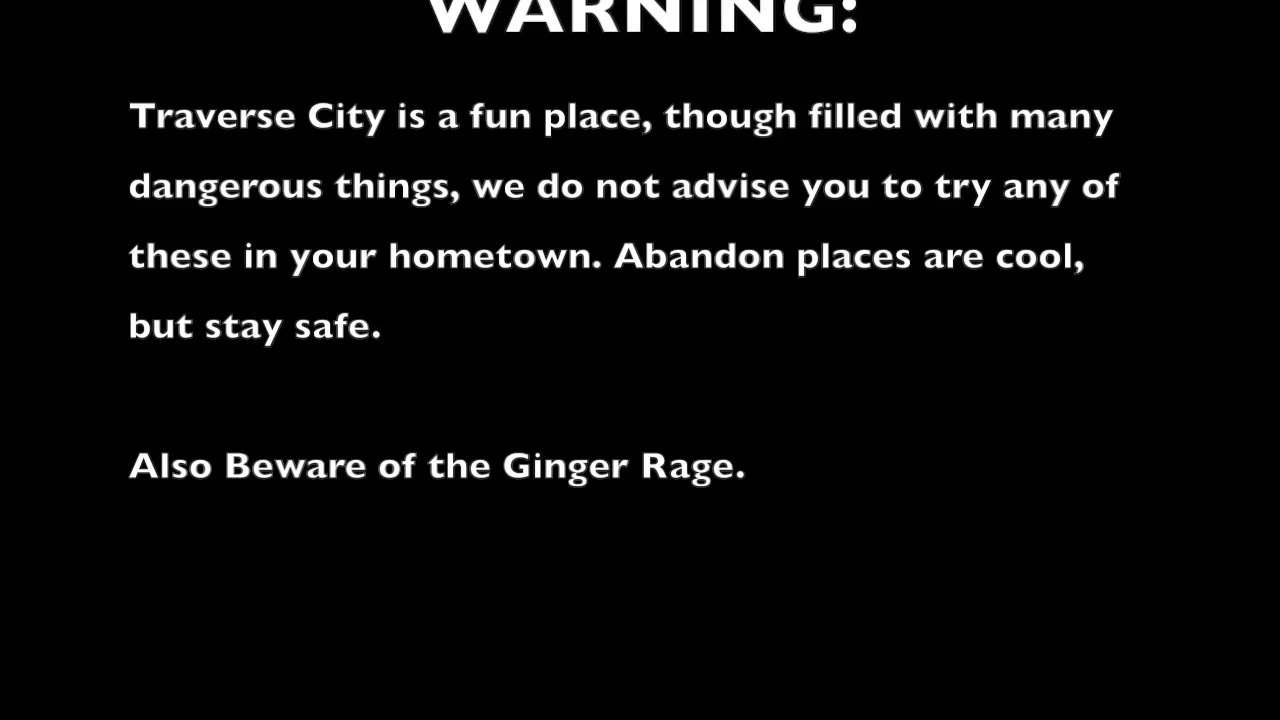 WARNING:
Traverse City is a fun place, though filled with many
dangerous things, we do not advise you to try any of
these in your hometown. Abandon places are cool,
but stay safe.
Also Beware of the Ginger Rage.